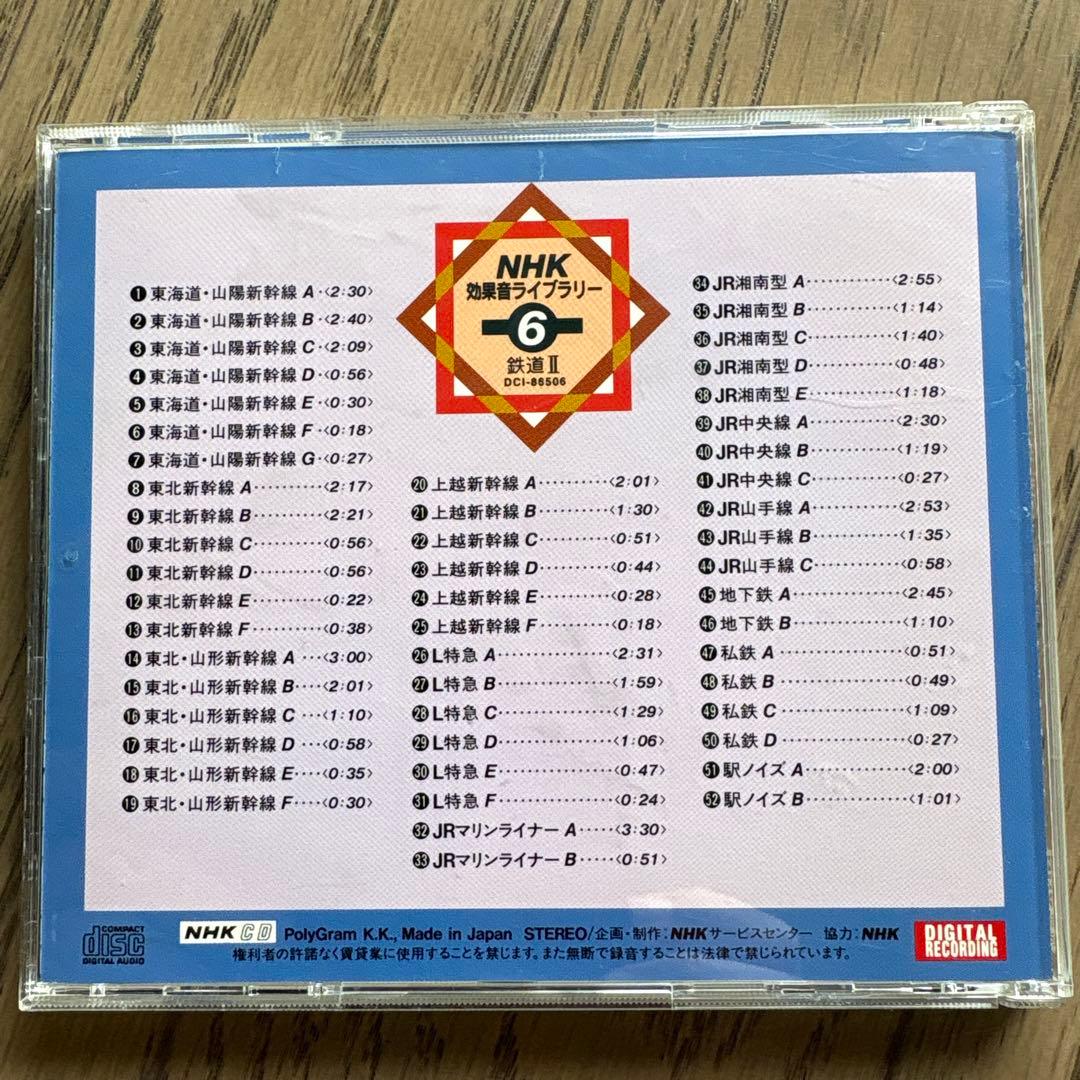 NHK
効果音ライブラリー
6
鉄道Ⅱ
DCI-86506
❶東海道・山陽新幹線 A・〈2:30〉
❷東海道・山陽新幹線 B・〈2:40〉
❸東海道・山陽新幹線 C・〈2:09〉
❹東海道・山陽新幹線 D・〈0:56〉
❺東海道・山陽新幹線 E・〈0:30〉
❻東海道・山陽新幹線 F・〈0:18〉
❼東海道・山陽新幹線 G・〈0:27〉
❽東北新幹線 A··········〈2:17〉
❾東北新幹線 B··········〈2:21〉
❿東北新幹線 C··········〈0:56〉
⓫東北新幹線 D··········〈0:56〉
⓬東北新幹線 E··········〈0:22〉
⓭東北新幹線 F··········〈0:38〉
⓮東北・山形新幹線 A ···〈3:00〉
⓯東北・山形新幹線 B····〈2:01〉
⓰東北・山形新幹線 C ···〈1:10〉
⓱東北・山形新幹線 D ···〈0:58〉
⓲東北・山形新幹線 E····〈0:35〉
⓳東北・山形新幹線 F····〈0:30〉
⓴上越新幹線 A··········〈2:01〉
㉑上越新幹線 B··········〈1:30〉
㉒上越新幹線 C··········〈0:51〉
㉓上越新幹線 D··········〈0:44〉
㉔上越新幹線 E··········〈0:28〉
㉕上越新幹線 F··········〈0:18〉
㉖L特急 A················〈2:31〉
㉗L特急 B················〈1:59〉
㉘L特急 C················〈1:29〉
㉙L特急 D················〈1:06〉
㉚L特急 E················〈0:47〉
㉛L特急 F················〈0:24〉
㉜JRマリンライナー A·····〈3:30〉
㉝JRマリンライナー B·····〈0:51〉
㉞JR湘南型 A···········〈2:55〉
㉟JR湘南型 B···········〈1:14〉
㊱JR湘南型 C···········〈1:40〉
㊲JR湘南型 D···········〈0:48〉
㊳JR湘南型 E···········〈1:18〉
㊴JR中央線 A···········〈2:30〉
㊵JR中央線 B···········〈1:19〉
㊶JR中央線 C···········〈0:27〉
㊷JR山手線 A···········〈2:53〉
㊸JR山手線 B···········〈1:35〉
㊹JR山手線 C···········〈0:58〉
㊺地下鉄 A·············〈2:45〉
㊻地下鉄 B·············〈1:10〉
㊼私鉄 A···············〈0:51〉
㊽私鉄 B···············〈0:49〉
㊾私鉄 C···············〈1:09〉
㊿私鉄 D···············〈0:27〉
51駅ノイズ A·············〈2:00〉
52駅ノイズ B·············〈1:01〉
COMPACT
disc
DIGITAL AUDIO
NHK CD PolyGram K.K., Made in Japan STEREO/企画・制作：NHKサービスセンター 協力：NHK
権利者の許諾なく賃貸業に使用することを禁じます。また無断で録音することは法律で禁じられています。
DIGITAL
RECORDING